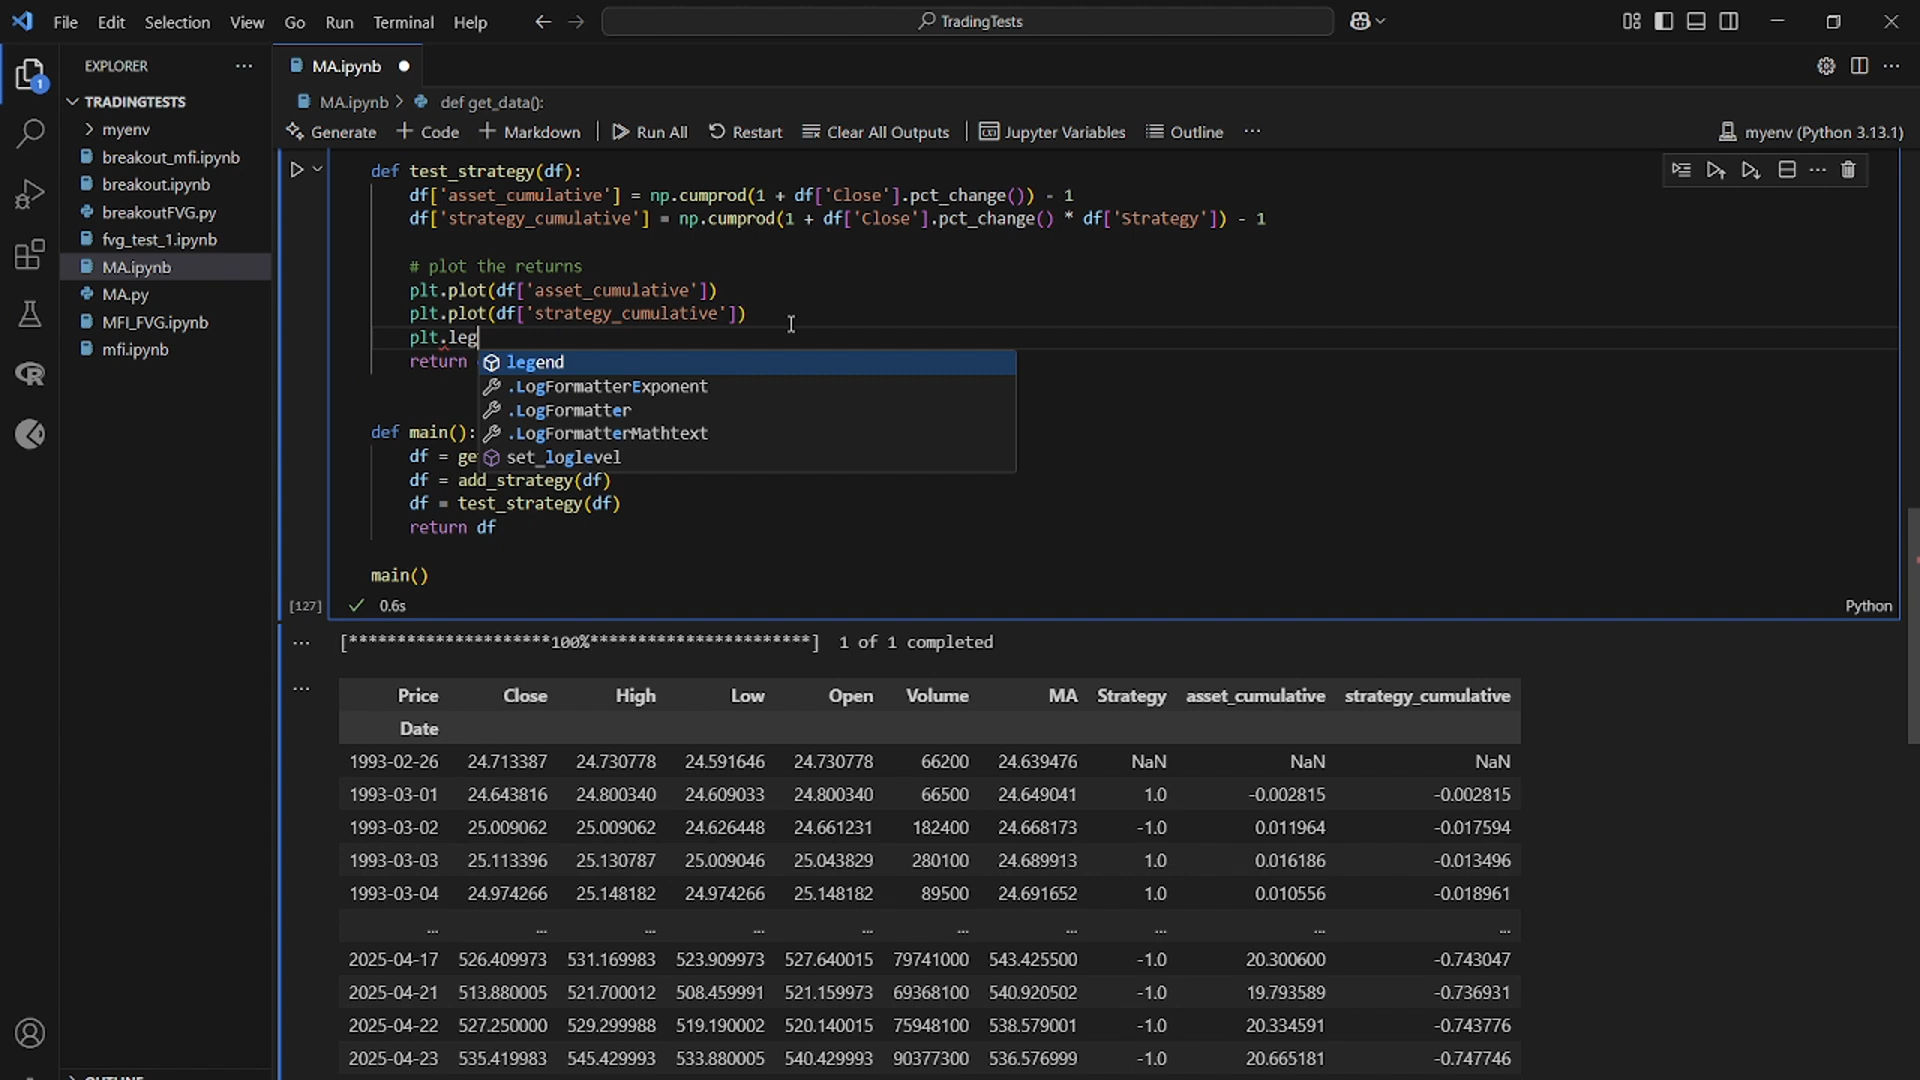 File Edit Selection View Go Run Terminal Help
TradingTests
EXPLORER
MA.ipynb
TRADINGTESTS
1
myenv
breakout_mfi.ipynb
breakout.ipynb
breakoutFVG.py
fvg_test_1.ipynb
MA.ipynb
MA.py
MFI_FVG.ipynb
mfi.ipynb
MA.ipynb > def get_data():
Generate + Code + Markdown | Run All Restart Clear All Outputs | Jupyter Variables Outline ...
myenv (Python 3.13.1)
def test_strategy(df):
df['asset_cumulative'] = np.cumprod(1 + df['Close'].pct_change()) - 1
df['strategy_cumulative'] = np.cumprod(1 + df['Close'].pct_change() * df['Strategy']) - 1
# plot the returns
plt.plot(df['asset_cumulative'])
plt.plot(df['strategy_cumulative'])
plt.leg
return
legend
.LogFormatterExponent
.LogFormatter
.LogFormatterMathtext
set_loglevel
def main():
df = ge
df = add_strategy(df)
df = test_strategy(df)
return df
main()
[127] 0.6s
Python
[*********************100%***********************] 1 of 1 completed
Price Close High Low Open Volume MA Strategy asset_cumulative strategy_cumulative
Date
1993-02-26 24.713387 24.730778 24.591646 24.730778 66200 24.639476 NaN NaN NaN
1993-03-01 24.643816 24.800340 24.609033 24.800340 66500 24.649041 1.0 -0.002815 -0.002815
1993-03-02 25.009062 25.009062 24.626448 24.661231 182400 24.668173 -1.0 0.011964 -0.017594
1993-03-03 25.113396 25.130787 25.009046 25.043829 280100 24.689913 1.0 0.016186 -0.013496
1993-03-04 24.974266 25.148182 24.974266 25.148182 89500 24.691652 1.0 0.010556 -0.018961
... ... ... ... ... ... ... ... ... ...
2025-04-17 526.409973 531.169983 523.909973 527.640015 79741000 543.425500 -1.0 20.300600 -0.743047
2025-04-21 513.880005 521.700012 508.459991 521.159973 69368100 540.920502 -1.0 19.793589 -0.736931
2025-04-22 527.250000 529.299988 519.190002 520.140015 75948100 538.579001 -1.0 20.334591 -0.743776
2025-04-23 535.419983 545.429993 533.880005 540.429993 90377300 536.576999 -1.0 20.665181 -0.747746
OUTLINE